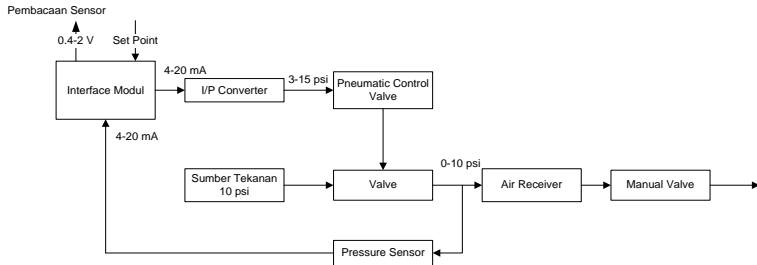 Pembacaan Sensor
0.4-2 V
Set Point
Interface Modul
4-20 mA
I/P Converter
3-15 psi
Pneumatic Control
Valve
4-20 mA
Sumber Tekanan
10 psi
Valve
0-10 psi
Air Receiver
Manual Valve
Pressure Sensor